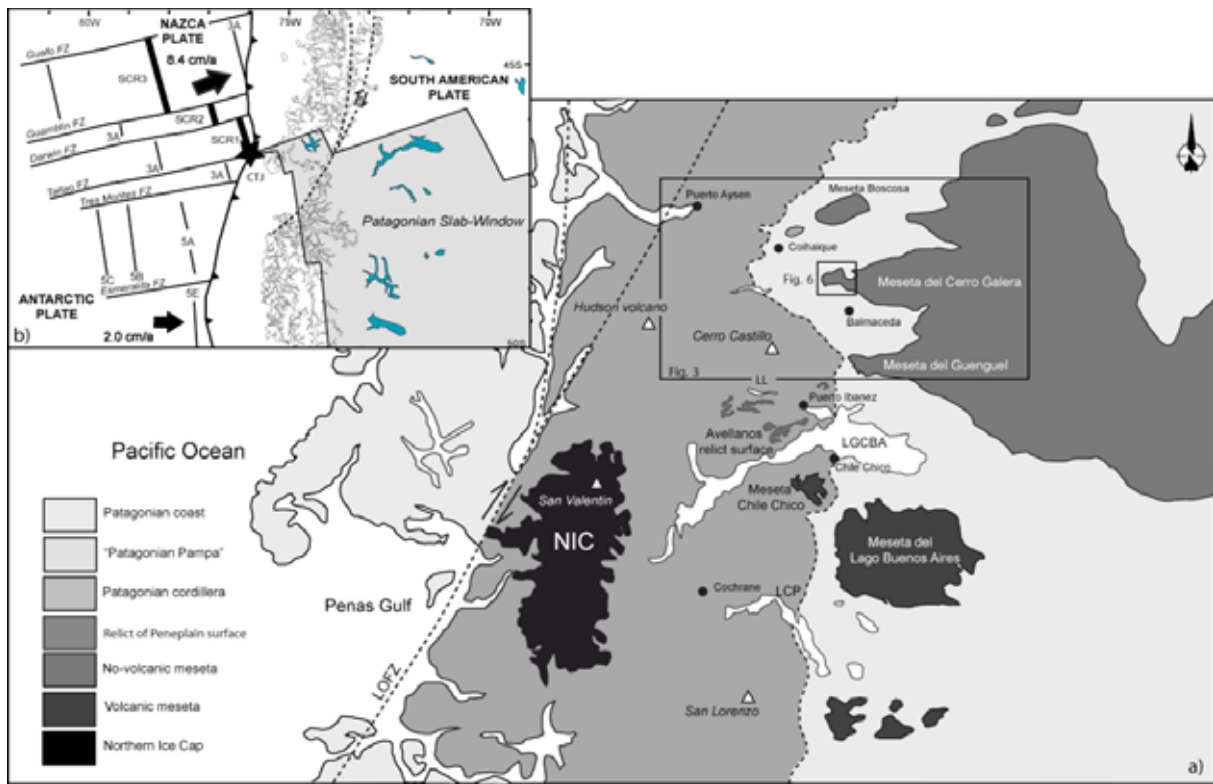 80W
75W
70W
NAZCA
PLATE
3A
Guafo FZ
8.4 cm/a
45S
SCR3
SOUTH AMERICAN
PLATE
Guamblin FZ
SCR2
3A
Darwin FZ
SCR1
3A
3A
Taitao FZ
CTJ
Tres Montes FZ
Patagonian Slab-Window
5A
5C
5B
Esmeralda FZ
5E
ANTARCTIC
PLATE
2.0 cm/a
50S
b)
Puerto Aysen
Meseta Boscosa
Coihaique
Fig. 6
Meseta del Cerro Galera
Hudson volcano
Balmaceda
Cerro Castillo
Meseta del Guenguel
Fig. 3
LL
Puerto Ibanez
Avellanos
relict surface
LGCBA
Chile Chico
Pacific Ocean
San Valentin
Meseta
Chile Chico
NIC
Meseta del
Lago Buenos Aires
Cochrane
LCP
Penas Gulf
LOFZ
San Lorenzo
Patagonian coast
"Patagonian Pampa"
Patagonian cordillera
Relict of Peneplain surface
No-volcanic meseta
Volcanic meseta
Northern Ice Cap
a)